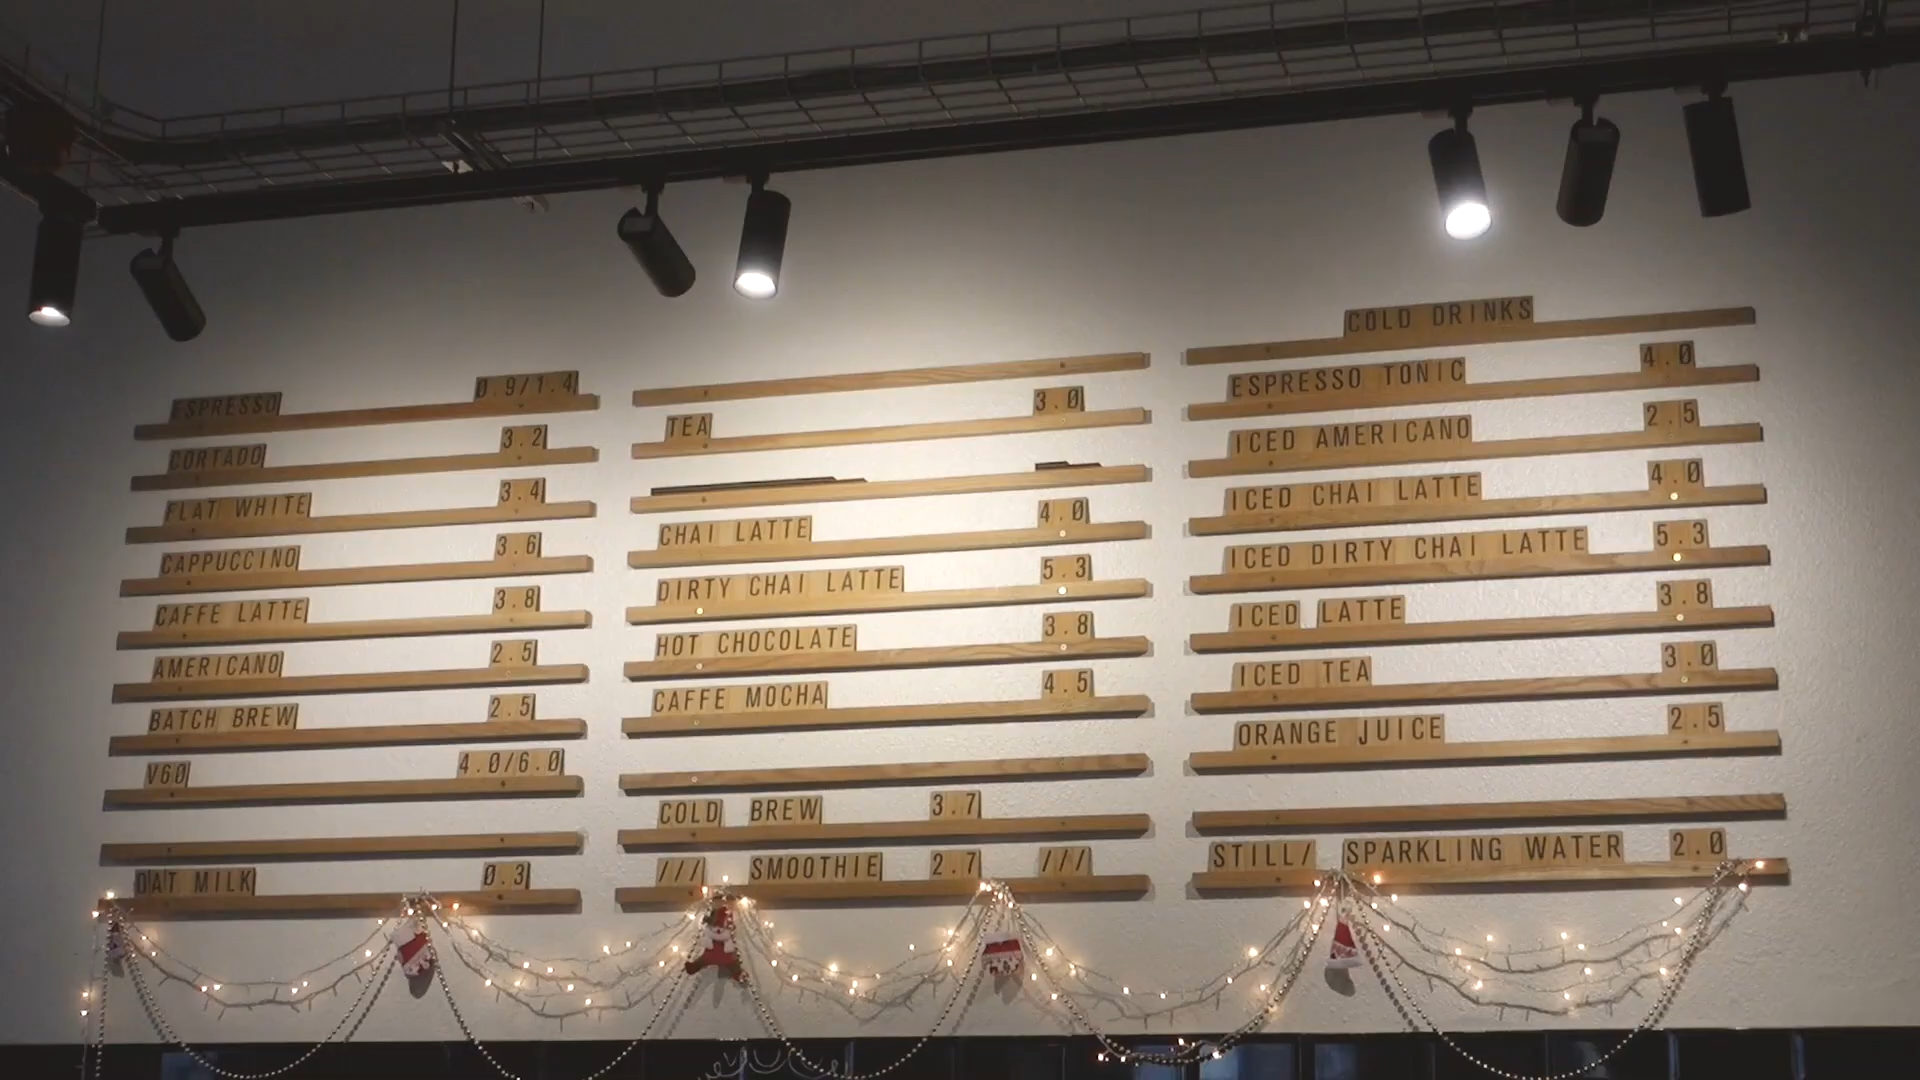 ESPRESSO 0.9/1.4
CORTADO 3.2
FLAT WHITE 3.4
CAPPUCCINO 3.6
CAFFE LATTE 3.8
AMERICANO 2.5
BATCH BREW 2.5
V60 4.0/6.0
OAT MILK 0.3
TEA 3.0
CHAI LATTE 4.0
DIRTY CHAI LATTE 5.3
HOT CHOCOLATE 3.8
CAFFE MOCHA 4.5
COLD BREW 3.7
/// SMOOTHIE 2.7 ///
COLD DRINKS
ESPRESSO TONIC 4.0
ICED AMERICANO 2.5
ICED CHAI LATTE 4.0
ICED DIRTY CHAI LATTE 5.3
ICED LATTE 3.8
ICED TEA 3.0
ORANGE JUICE 2.5
STILL/ SPARKLING WATER 2.0